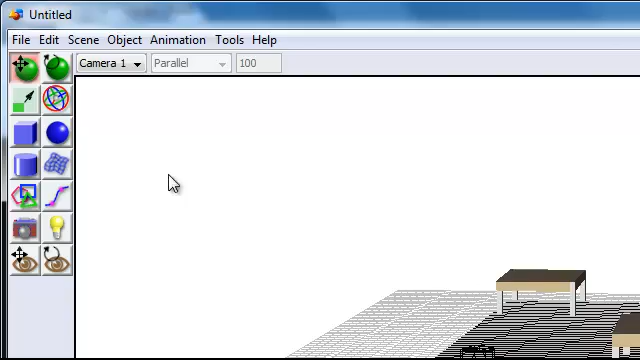 Untitled
File Edit Scene Object Animation Tools Help
Camera 1 Parallel 100